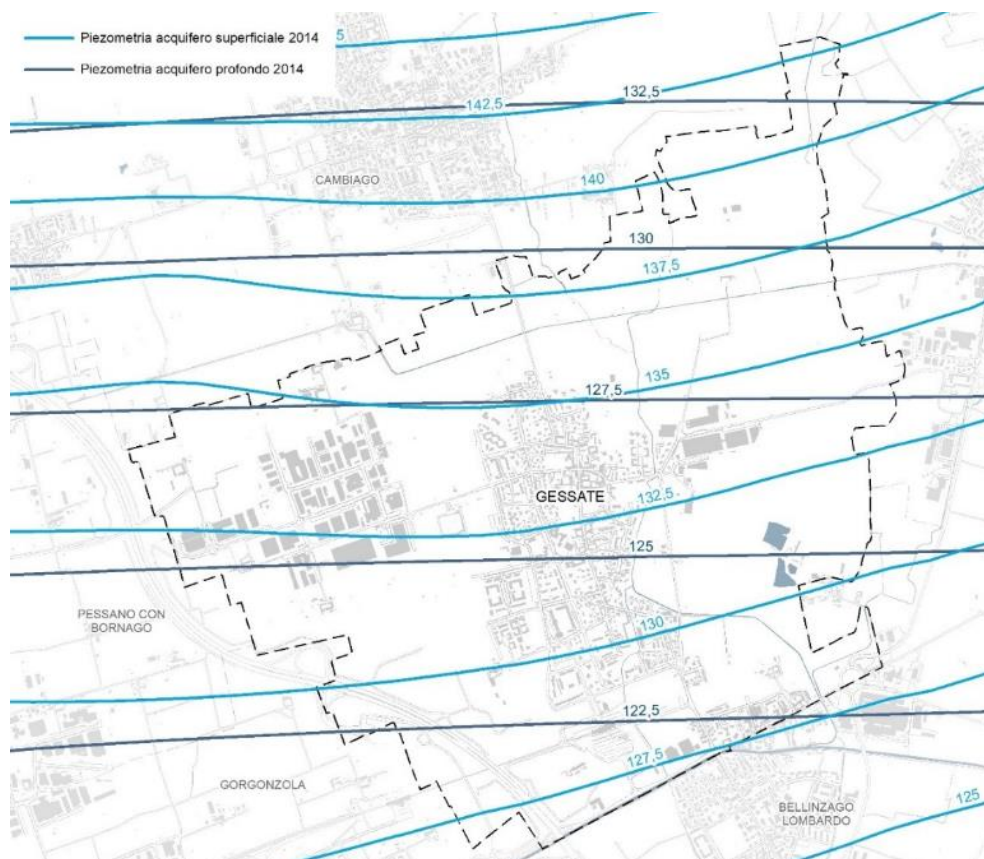 Piezometria acquifero superficiale 2014
5
Piezometria acquifero profondo 2014
132,5
142,5
CAMBIAGO
140
130
137,5
135
127,5
GESSATE
132,5
125
PESSANO CON
BORNAGO
130
122,5
127,5
GORGONZOLA
125
BELLINZAGO
LOMBARDO